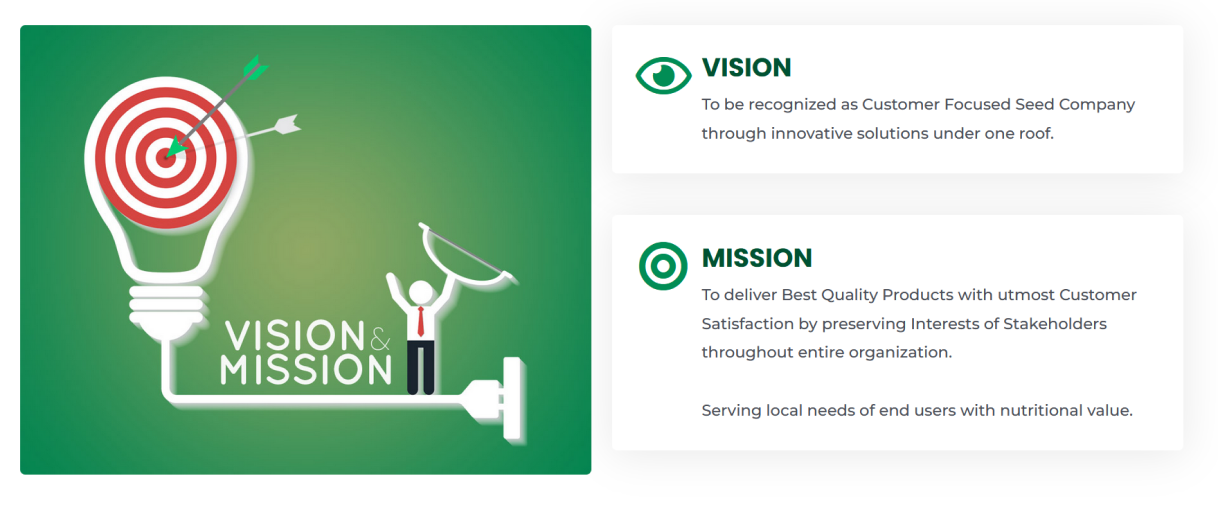 VISION &
MISSION
VISION
To be recognized as Customer Focused Seed Company
through innovative solutions under one roof.
MISSION
To deliver Best Quality Products with utmost Customer
Satisfaction by preserving Interests of Stakeholders
throughout entire organization.
Serving local needs of end users with nutritional value.